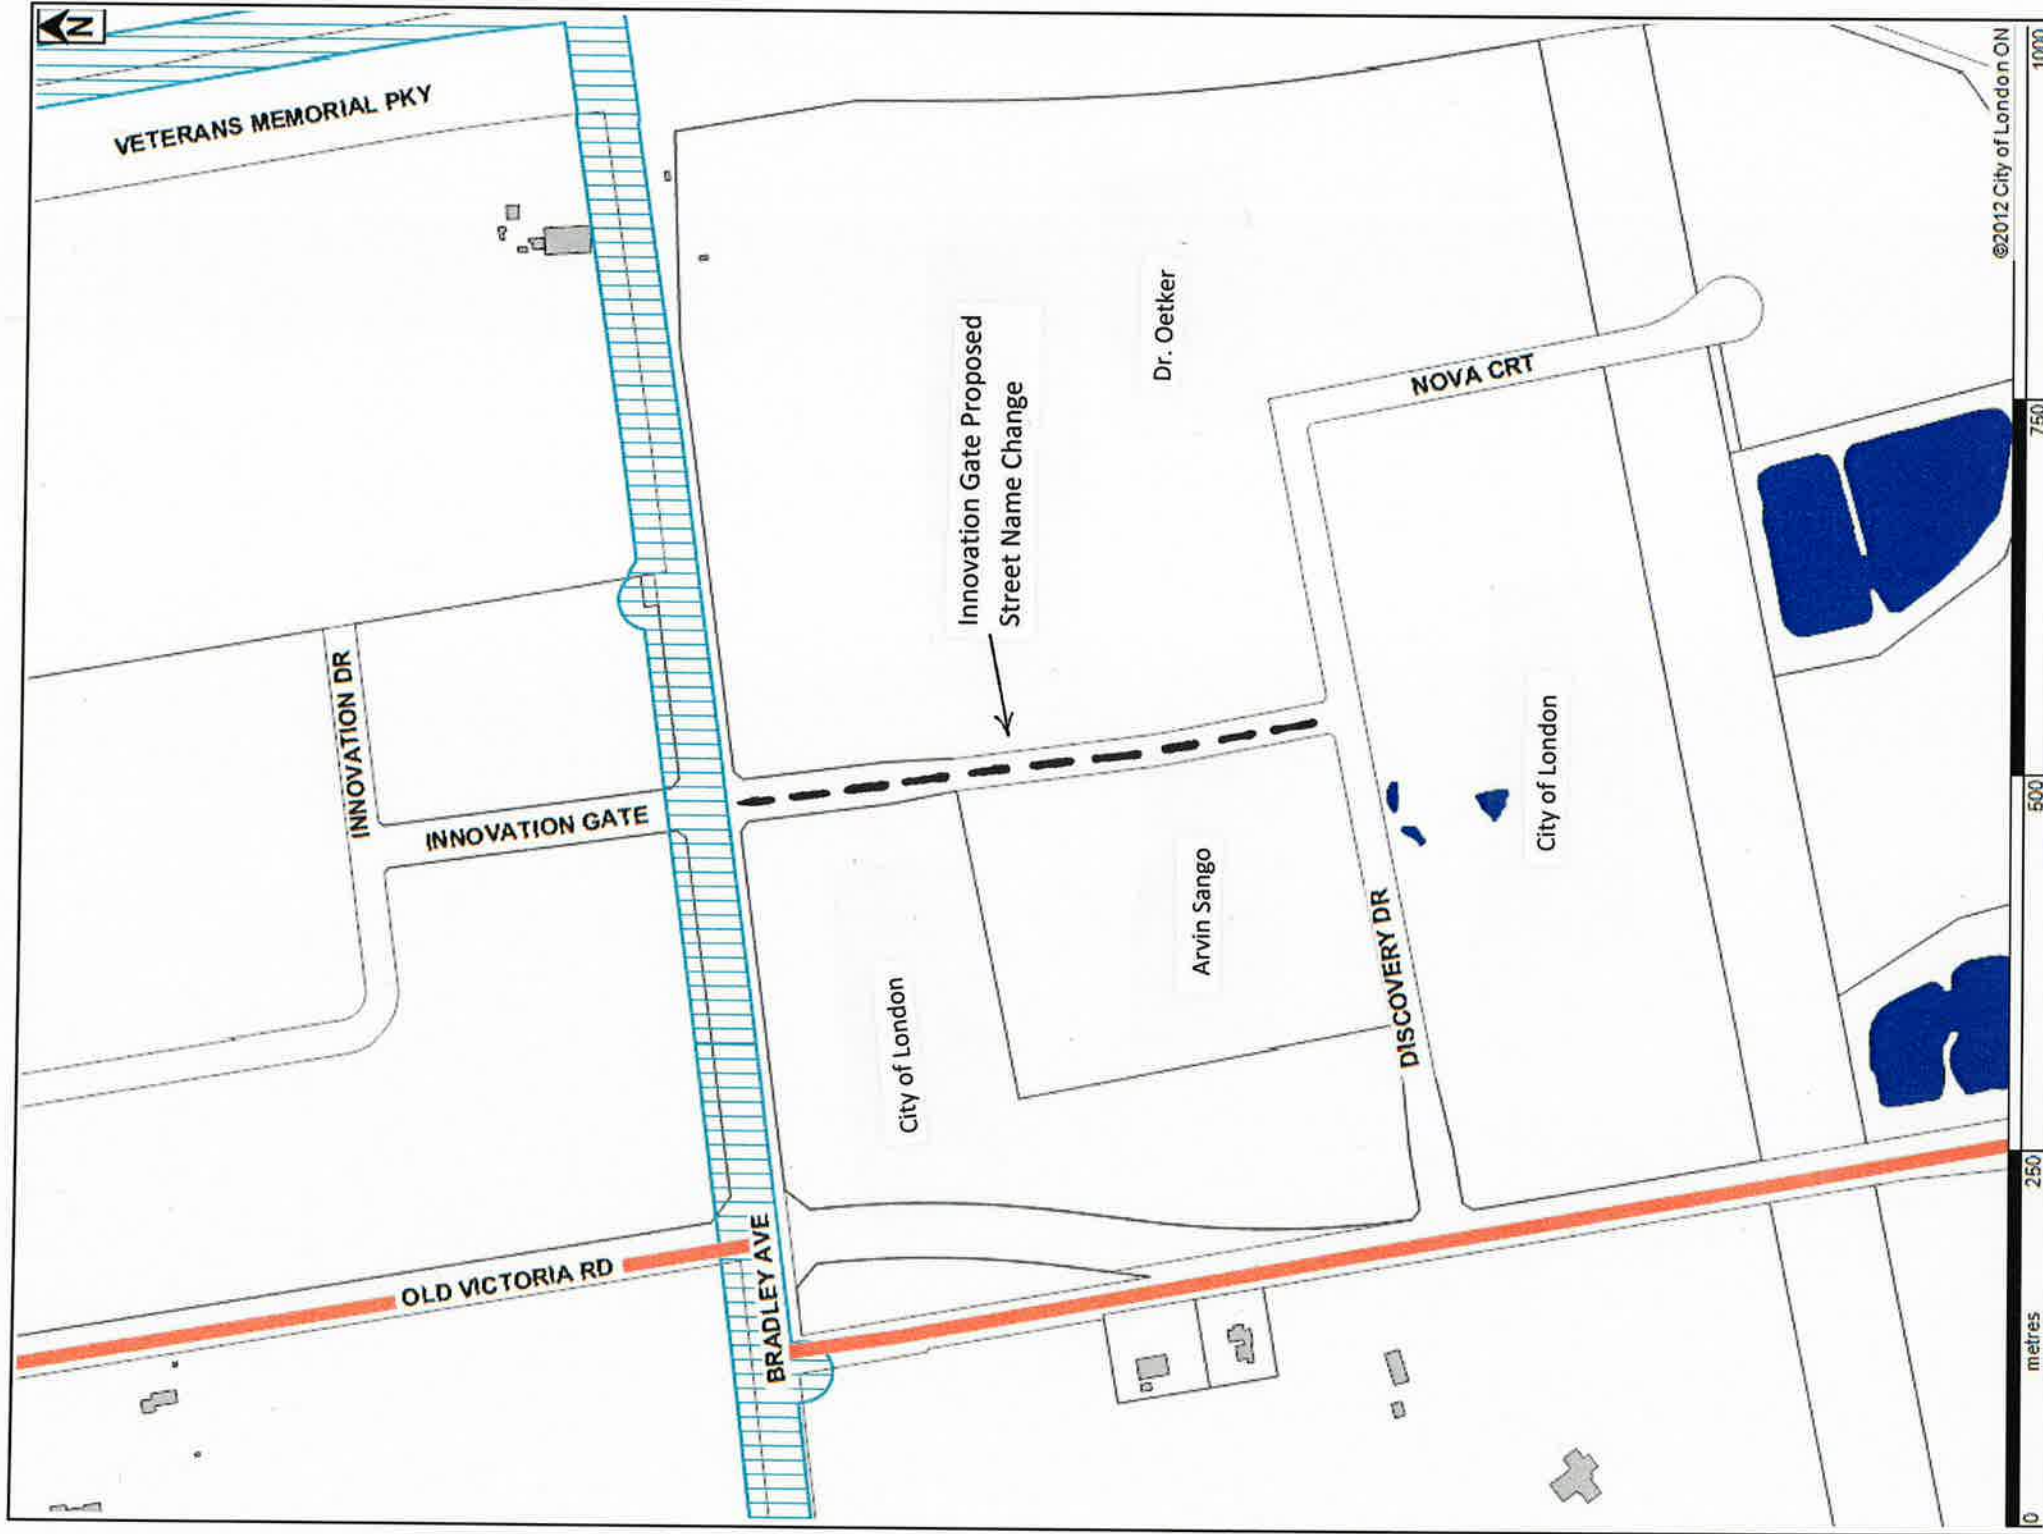 N
VETERANS MEMORIAL PKY
INNOVATION DR
INNOVATION GATE
OLD VICTORIA RD
BRADLEY AVE
Innovation Gate Proposed
Street Name Change
Dr. Oetker
City of London
Arvin Sango
DISCOVERY DR
NOVA CRT
City of London
©2012 City of London ON
0 metres 250 500 750 1000